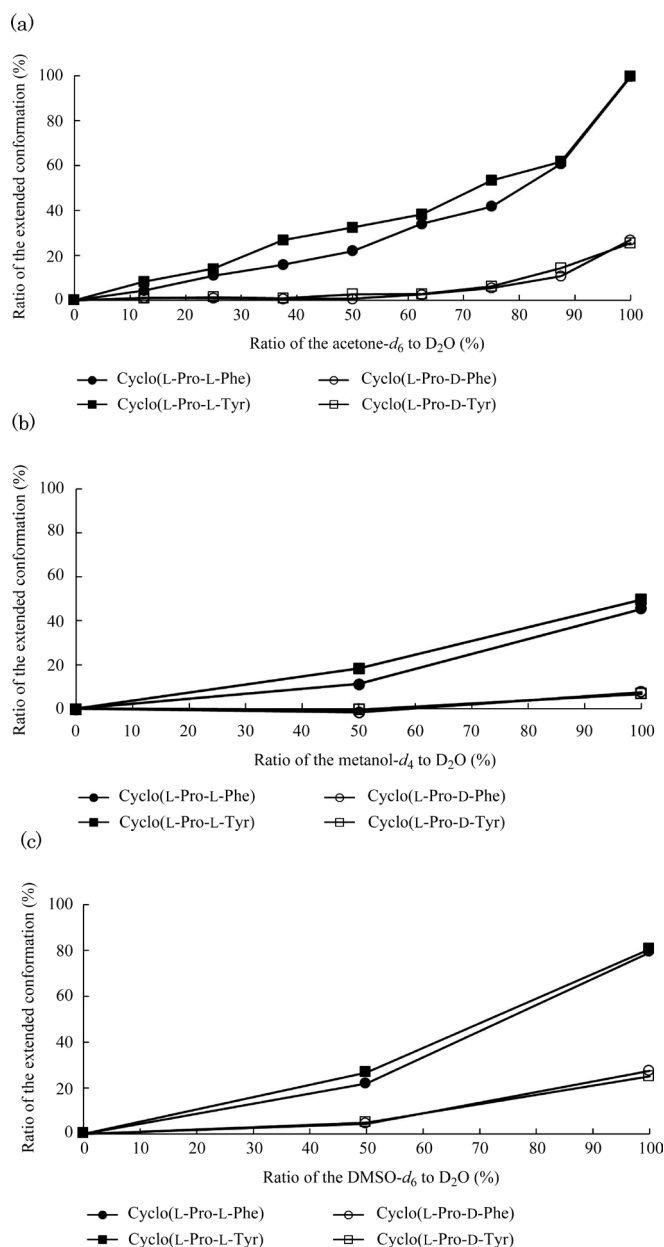 (a)
Ratio of the extended conformation (%)
100
80
60
40
20
0
0 10 20 30 40 50 60 70 80 90 100
Ratio of the acetone-d6 to D2O (%)
Cyclo(L-Pro-L-Phe) Cyclo(L-Pro-D-Phe)
Cyclo(L-Pro-L-Tyr) Cyclo(L-Pro-D-Tyr)
(b)
Ratio of the extended conformation (%)
100
80
60
40
20
0
0 10 20 30 40 50 60 70 80 90 100
Ratio of the metanol-d4 to D2O (%)
Cyclo(L-Pro-L-Phe) Cyclo(L-Pro-D-Phe)
Cyclo(L-Pro-L-Tyr) Cyclo(L-Pro-D-Tyr)
(c)
Ratio of the extended conformation (%)
100
80
60
40
20
0
0 10 20 30 40 50 60 70 80 90 100
Ratio of the DMSO-d6 to D2O (%)
Cyclo(L-Pro-L-Phe) Cyclo(L-Pro-D-Phe)
Cyclo(L-Pro-L-Tyr) Cyclo(L-Pro-D-Tyr)